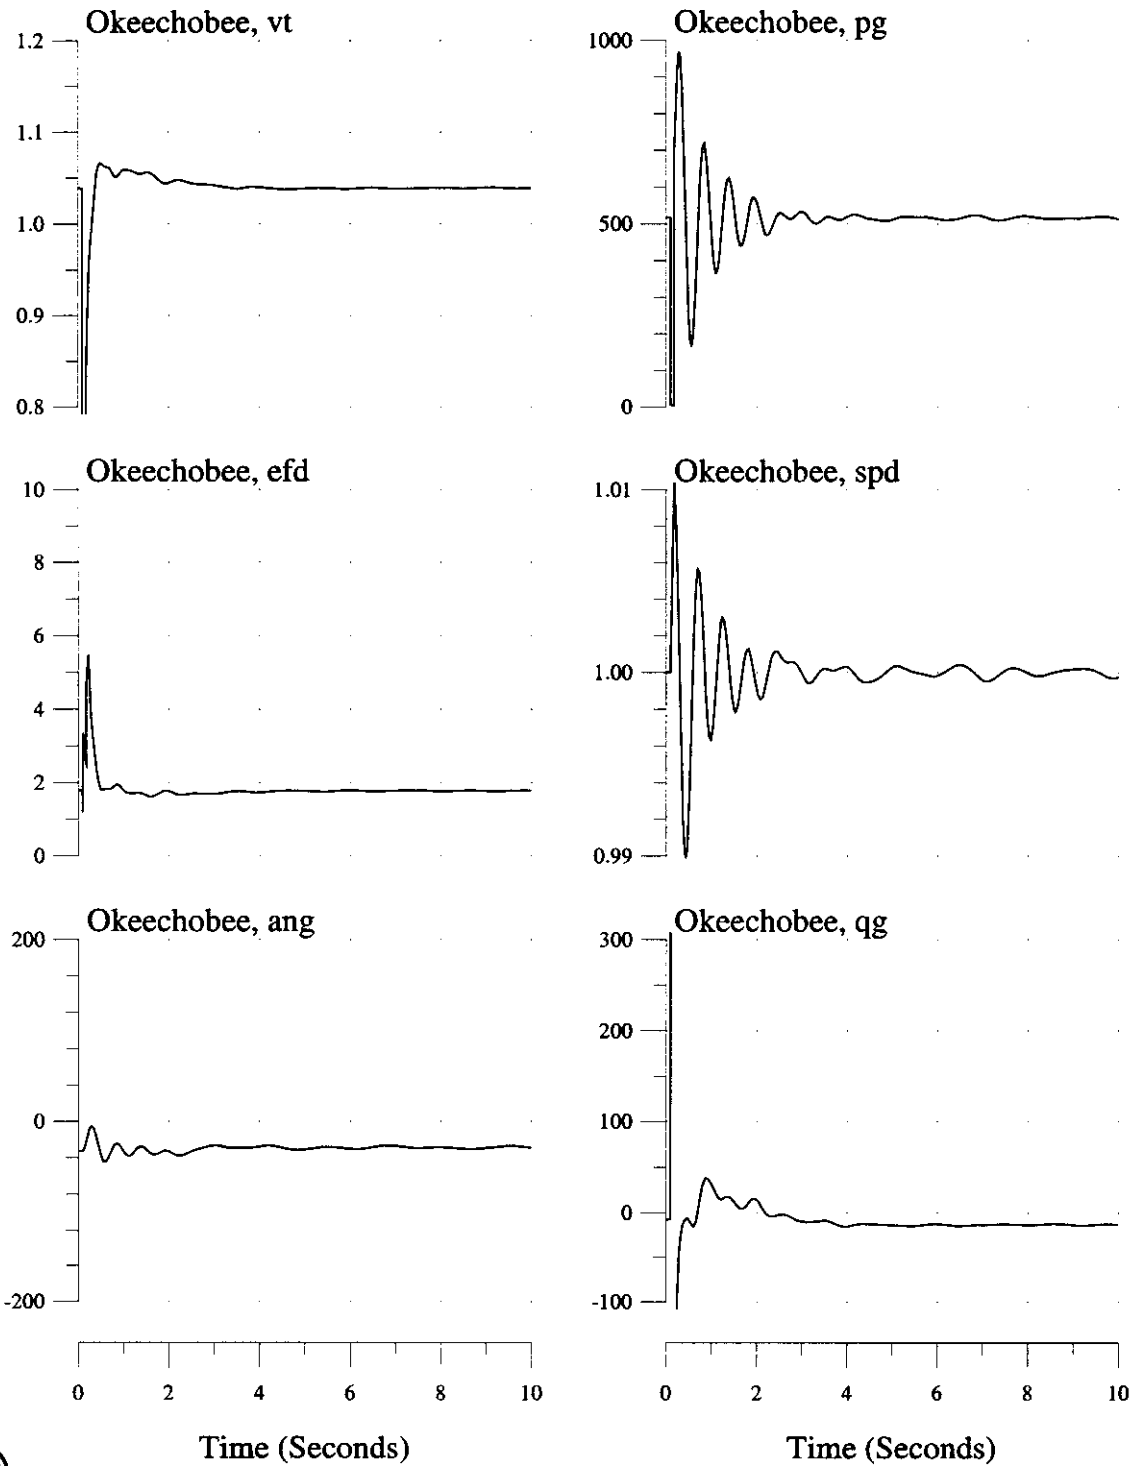 Okeechobee, vt
1.2
1.1
1.0
0.9
0.8
Okeechobee, pg
1000
500
0
Okeechobee, efd
10
8
6
4
2
0
Okeechobee, spd
1.01
1.00
0.99
Okeechobee, ang
200
0
-200
Okeechobee, qg
300
200
100
0
-100
0 2 4 6 8 10
Time (Seconds)
0 2 4 6 8 10
Time (Seconds)